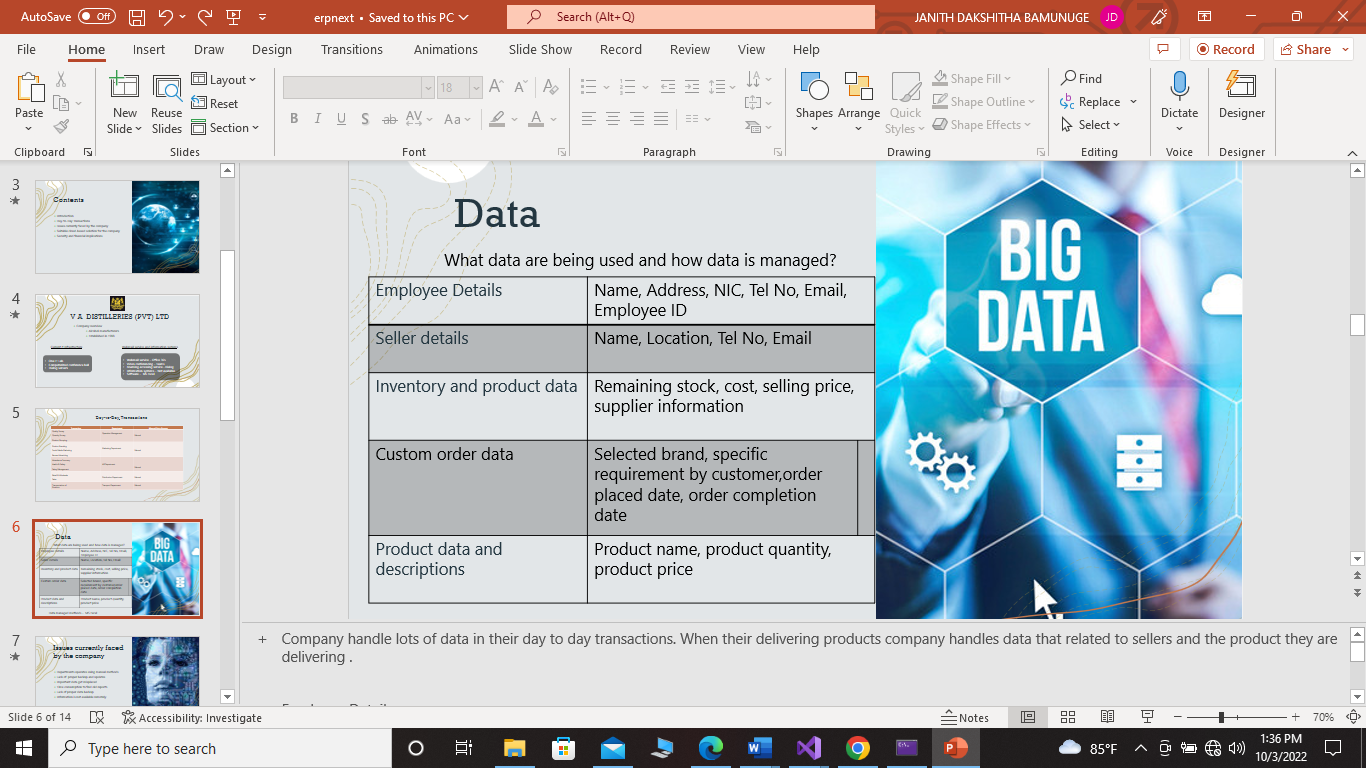 AutoSave Off
erpnext • Saved to this PC
Search (Alt+Q)
JANITH DAKSHITHA BAMUNUGE JD
File Home Insert Draw Design Transitions Animations Slide Show Record Review View Help
Record Share
Paste
New Slide
Reuse Slides
Layout
Reset
Section
18
B I U S ab AV Aa A
Shapes
Arrange
Quick Styles
Shape Fill
Shape Outline
Shape Effects
Find
Replace
Select
Dictate
Designer
Clipboard Slides Font Paragraph Drawing Editing Voice Designer
3
Contents
4
V A DISTILLERIES (PVT) LTD
5
Day-to-Day Transactions
6
Data
BIG
DATA
7
Issues currently faced
by the company
Data
What data are being used and how data is managed?
Employee Details
Name, Address, NIC, Tel No, Email,
Employee ID
Seller details
Name, Location, Tel No, Email
Inventory and product data
Remaining stock, cost, selling price,
supplier information
Custom order data
Selected brand, specific
requirement by customer,order
placed date, order completion
date
Product data and
descriptions
Product name, product quantity,
product price
BIG
DATA
+ Company handle lots of data in their day to day transactions. When their delivering products company handles data that related to sellers and the product they are
delivering .
Slide 6 of 14
Accessibility: Investigate
Notes
70%
Type here to search
85°F
1:36 PM
10/3/2022